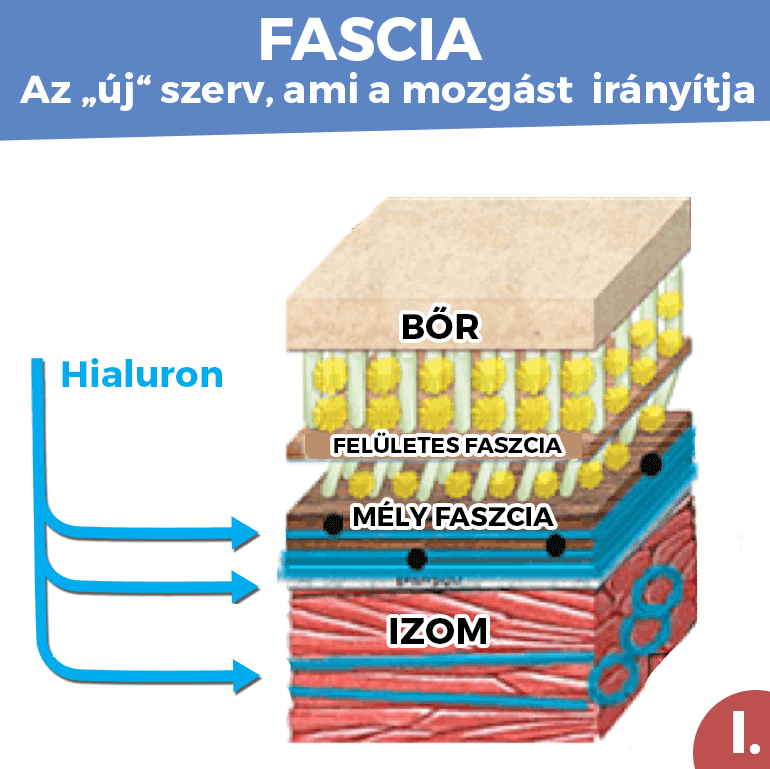 FASCIA
Az „új“ szerv, ami a mozgást irányítja
BŐR
Hialuron
FELÜLETES FASZCIA
MÉLY FASZCIA
IZOM
I.